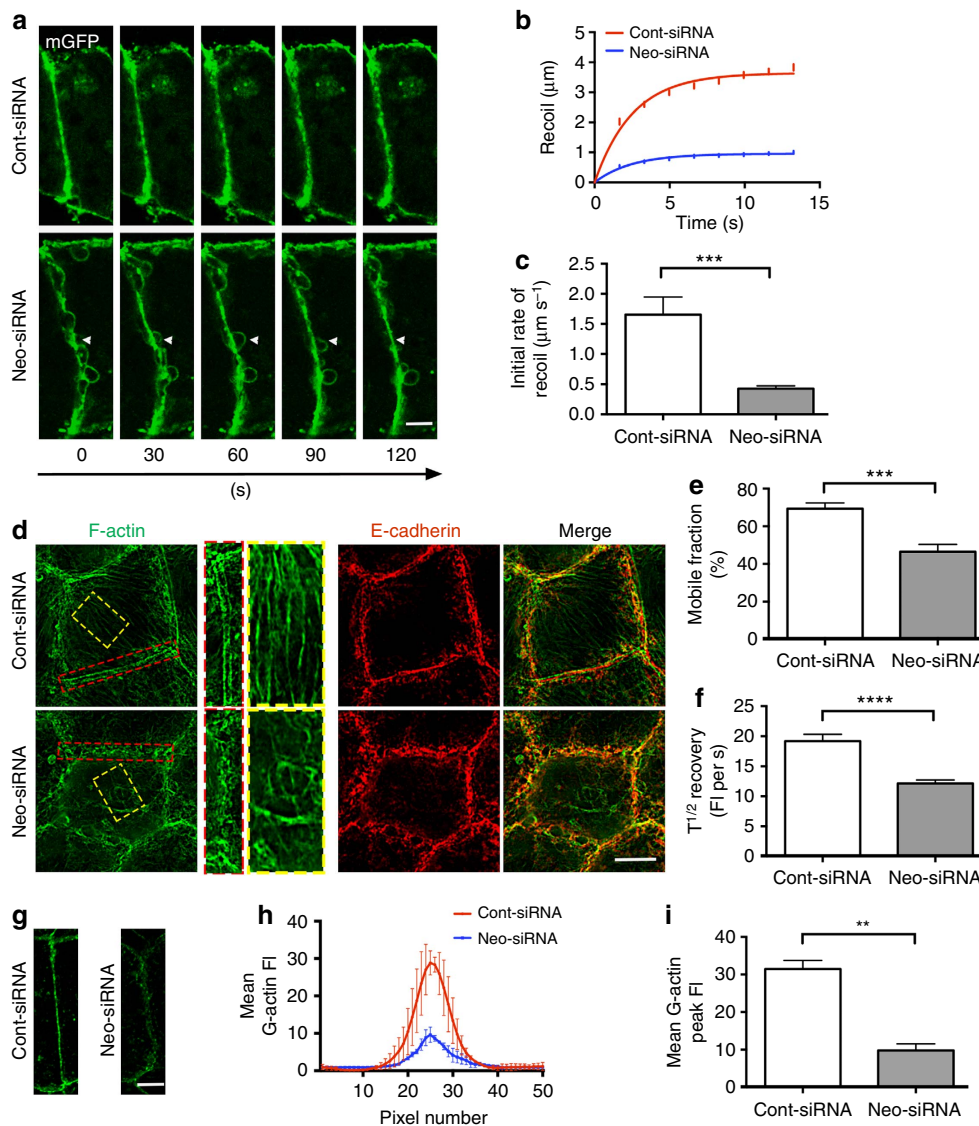 a
mGFP
Cont-siRNA
Neo-siRNA
0 30 60 90 120
(s)
b
Cont-siRNA
Neo-siRNA
5
4
3
2
1
0
Recoil (μm)
0 5 10 15
Time (s)
c
***
2.5
2.0
1.5
1.0
0.5
0.0
Initial rate of
recoil (μm s⁻¹)
Cont-siRNA Neo-siRNA
d
F-actin E-cadherin Merge
Cont-siRNA
Neo-siRNA
e
***
80
60
40
20
0
Mobile fraction
(%)
Cont-siRNA Neo-siRNA
f
****
25
20
15
10
5
0
T1/2 recovery
(FI per s)
Cont-siRNA Neo-siRNA
g
Cont-siRNA
Neo-siRNA
h
Cont-siRNA
Neo-siRNA
40
30
20
10
0
Mean
G-actin FI
10 20 30 40 50
Pixel number
i
**
40
30
20
10
0
Mean G-actin
peak FI
Cont-siRNA Neo-siRNA